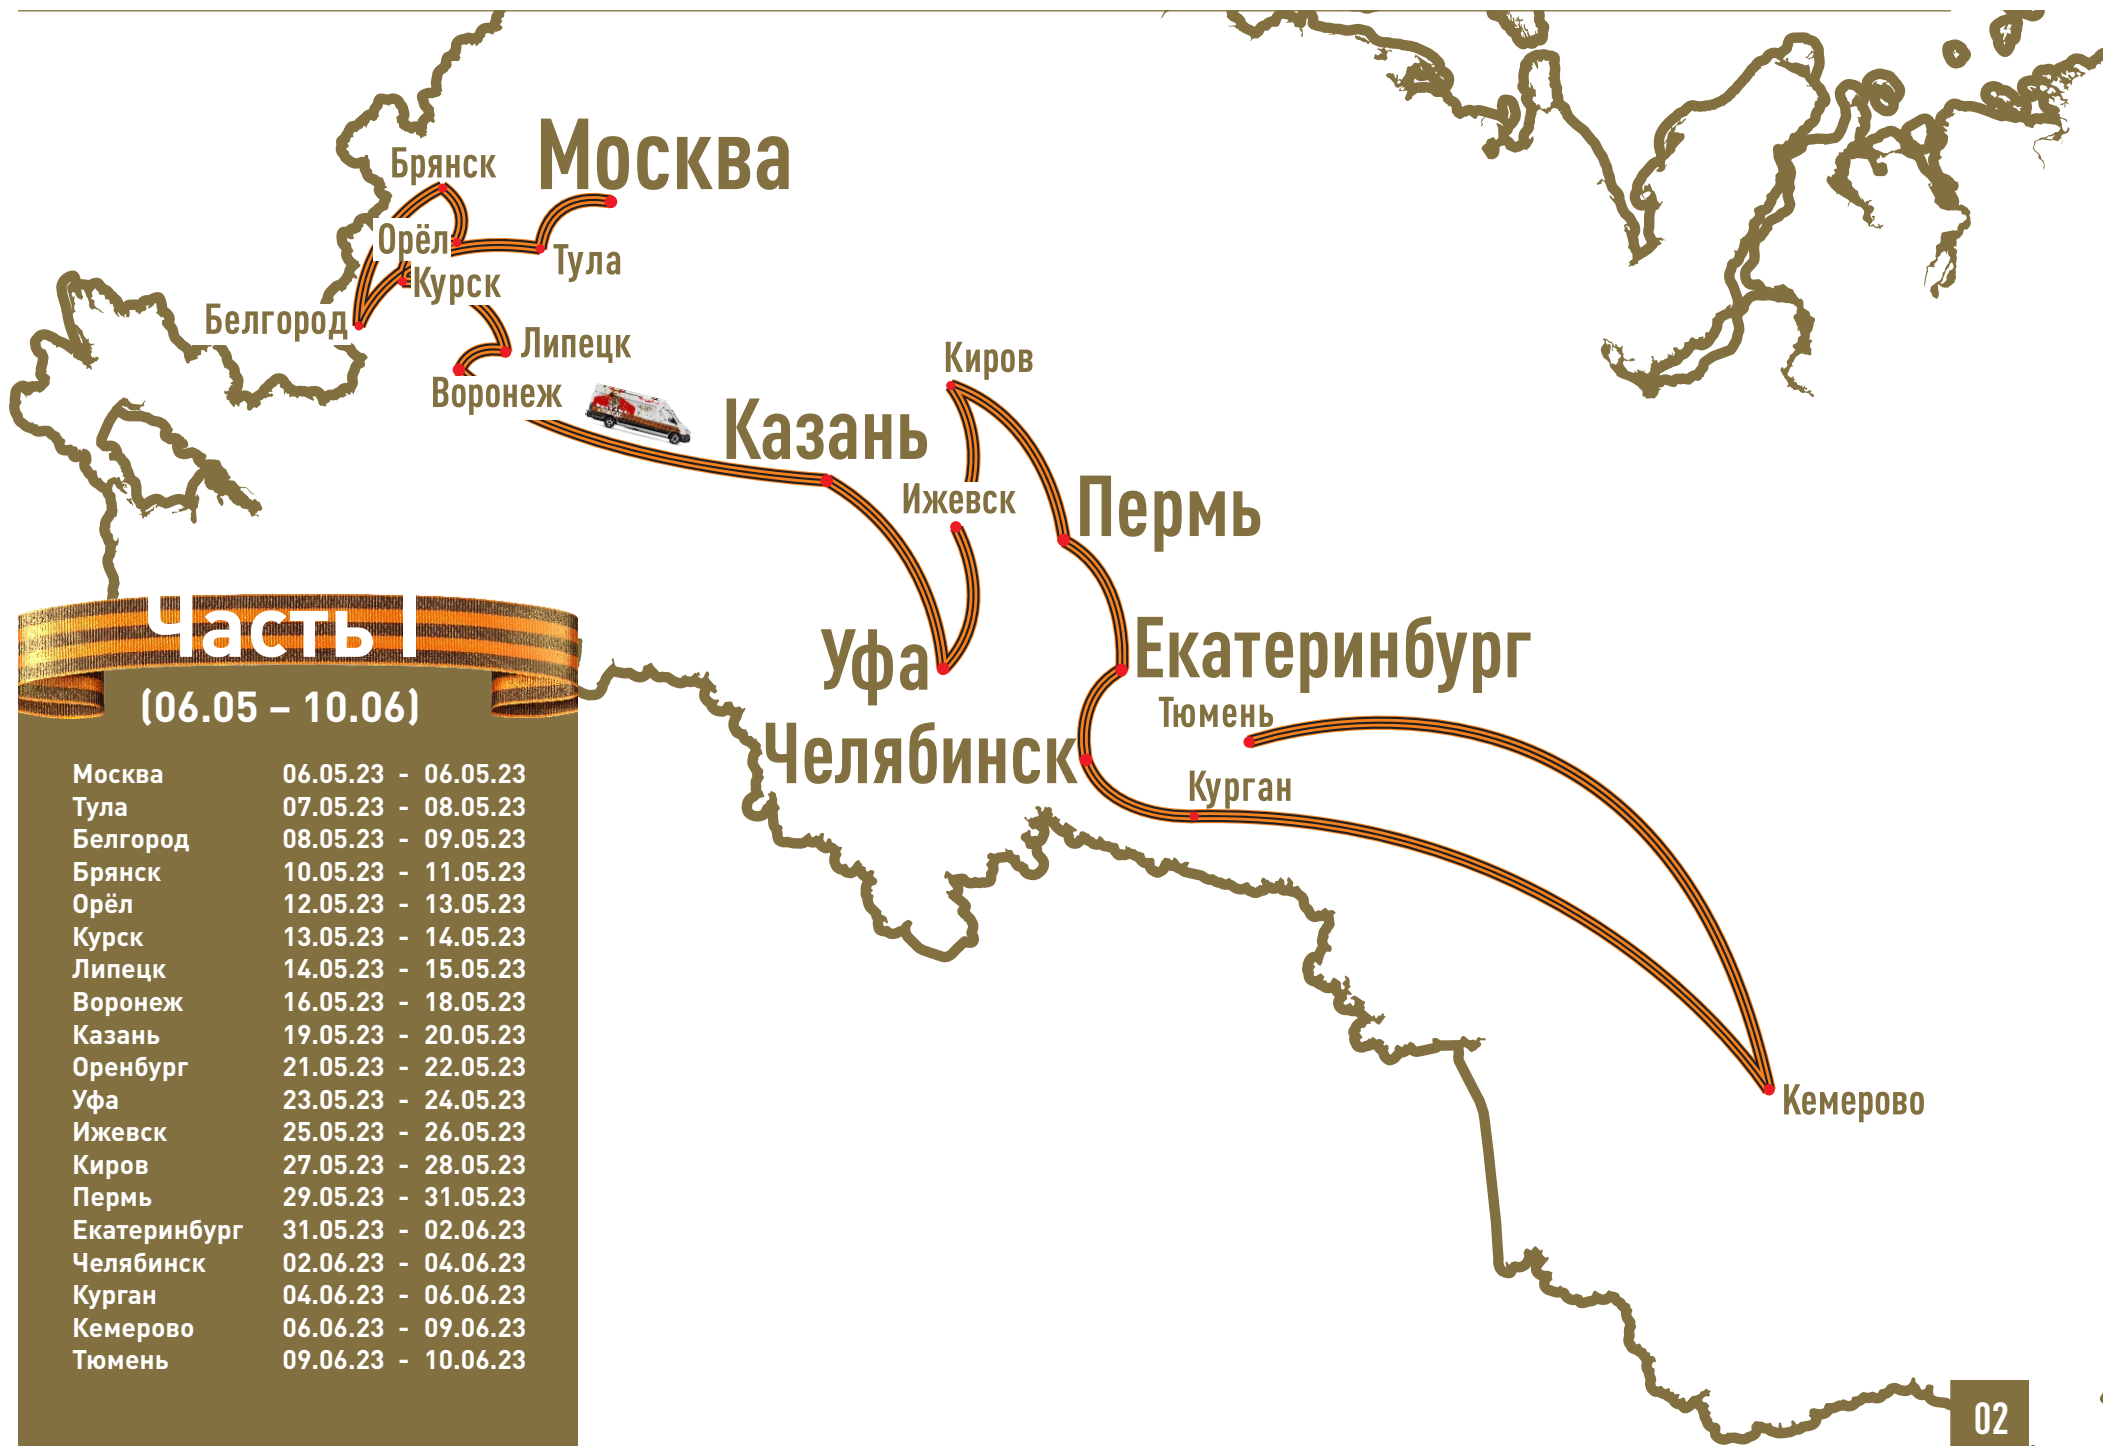 Москва
Брянск
Орёл
Тула
Курск
Белгород
Липецк
Воронеж
Киров
Казань
Ижевск
Пермь
Уфа
Екатеринбург
Тюмень
Челябинск
Курган
Кемерово
Часть I
(06.05 – 10.06)
Москва 06.05.23 - 06.05.23
Тула 07.05.23 - 08.05.23
Белгород 08.05.23 - 09.05.23
Брянск 10.05.23 - 11.05.23
Орёл 12.05.23 - 13.05.23
Курск 13.05.23 - 14.05.23
Липецк 14.05.23 - 15.05.23
Воронеж 16.05.23 - 18.05.23
Казань 19.05.23 - 20.05.23
Оренбург 21.05.23 - 22.05.23
Уфа 23.05.23 - 24.05.23
Ижевск 25.05.23 - 26.05.23
Киров 27.05.23 - 28.05.23
Пермь 29.05.23 - 31.05.23
Екатеринбург 31.05.23 - 02.06.23
Челябинск 02.06.23 - 04.06.23
Курган 04.06.23 - 06.06.23
Кемерово 06.06.23 - 09.06.23
Тюмень 09.06.23 - 10.06.23
02